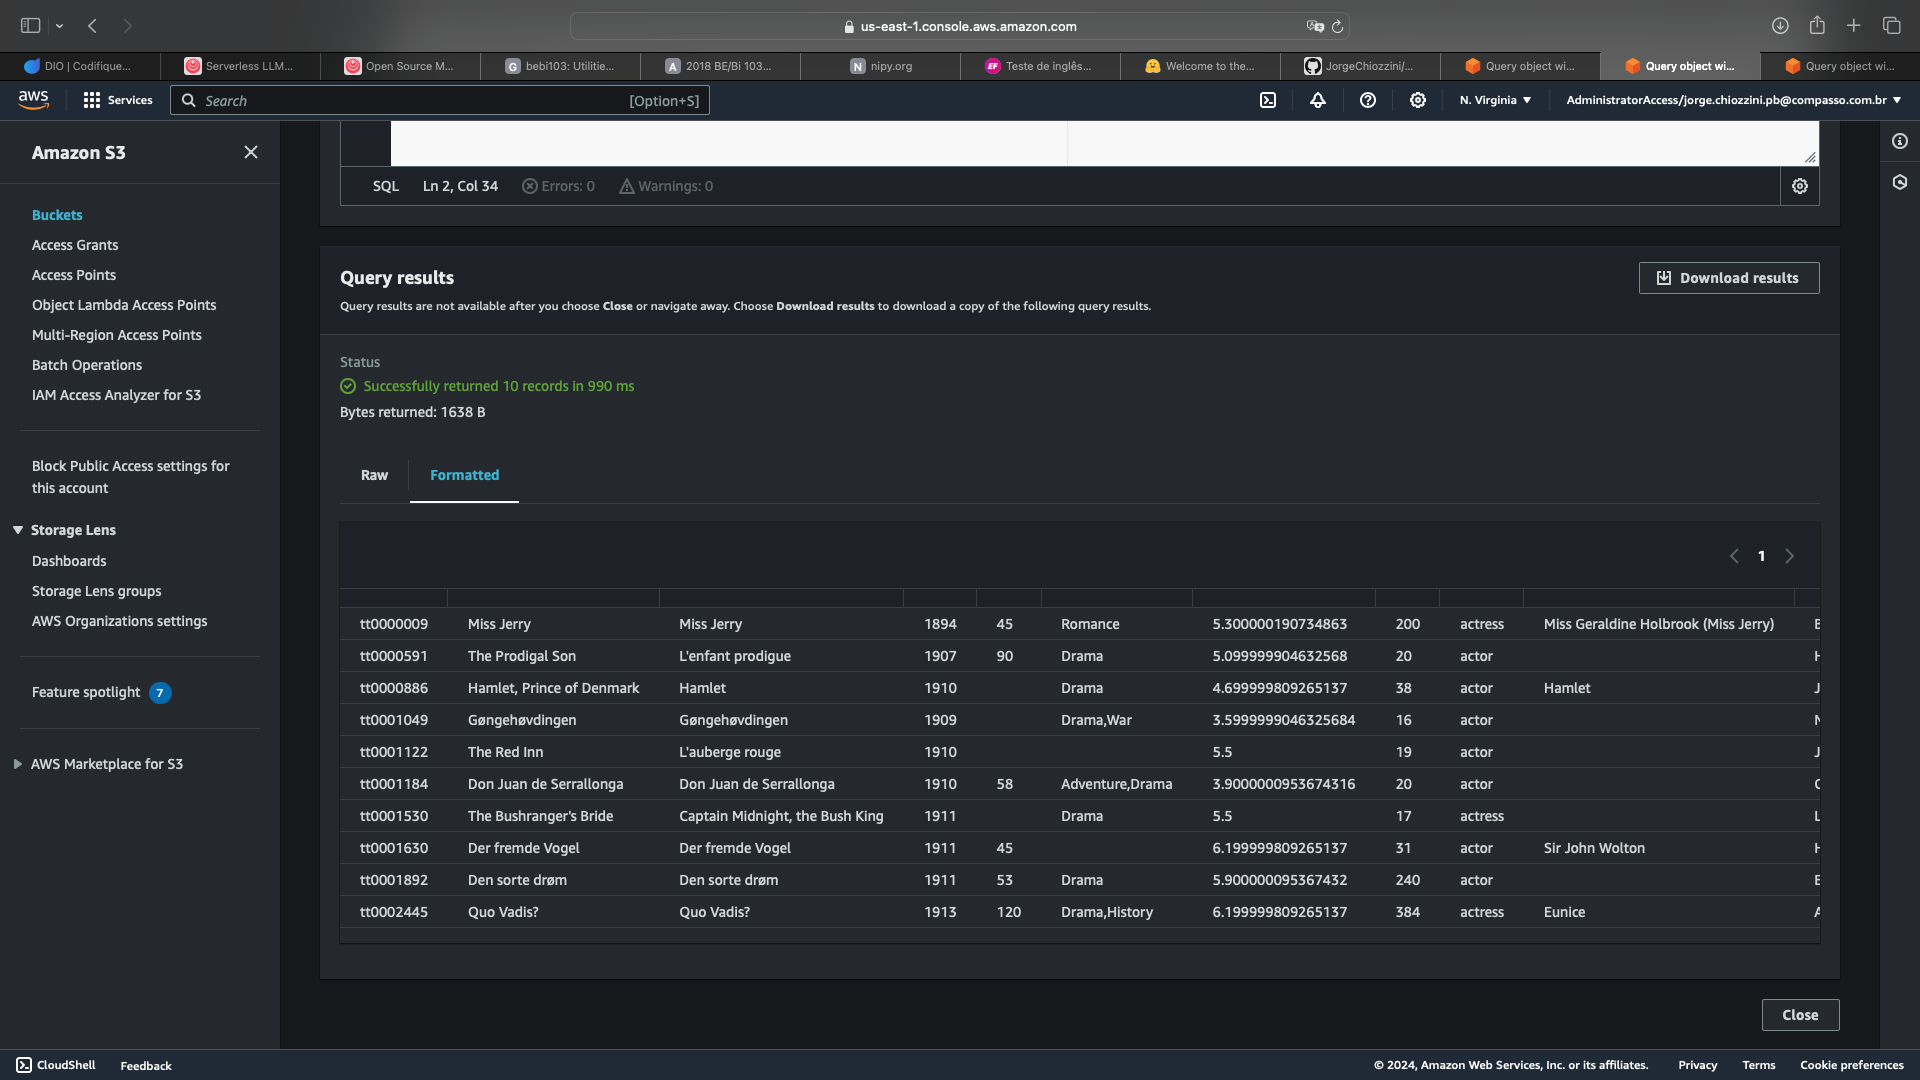 us-east-1.console.aws.amazon.com
DIO | Codifique...
Serverless LLM...
Open Source M...
G bebi103: Utilitie...
A 2018 BE/Bi 103...
N nipy.org
EF Teste de inglês...
Welcome to the...
JorgeChiozzini/...
Query object wi...
Query object wi...
Query object wi...
aws
Services
Search
[Option+S]
N. Virginia
AdministratorAccess/jorge.chiozzini.pb@compasso.com.br
Amazon S3
Buckets
Access Grants
Access Points
Object Lambda Access Points
Multi-Region Access Points
Batch Operations
IAM Access Analyzer for S3
Block Public Access settings for
this account
Storage Lens
Dashboards
Storage Lens groups
AWS Organizations settings
Feature spotlight 7
AWS Marketplace for S3
SQL Ln 2, Col 34 Errors: 0 Warnings: 0
Query results
Download results
Query results are not available after you choose Close or navigate away. Choose Download results to download a copy of the following query results.
Status
Successfully returned 10 records in 990 ms
Bytes returned: 1638 B
Raw
Formatted
1
tt0000009 Miss Jerry Miss Jerry 1894 45 Romance 5.300000190734863 200 actress Miss Geraldine Holbrook (Miss Jerry)
tt0000591 The Prodigal Son L'enfant prodigue 1907 90 Drama 5.099999904632568 20 actor
tt0000886 Hamlet, Prince of Denmark Hamlet 1910 Drama 4.699999809265137 38 actor Hamlet
tt0001049 Gøngehøvdingen Gøngehøvdingen 1909 Drama,War 3.5999999046325684 16 actor
tt0001122 The Red Inn L'auberge rouge 1910 5.5 19 actor
tt0001184 Don Juan de Serrallonga Don Juan de Serrallonga 1910 58 Adventure,Drama 3.9000000953674316 20 actor
tt0001530 The Bushranger's Bride Captain Midnight, the Bush King 1911 Drama 5.5 17 actress
tt0001630 Der fremde Vogel Der fremde Vogel 1911 45 6.199999809265137 31 actor Sir John Wolton
tt0001892 Den sorte drøm Den sorte drøm 1911 53 Drama 5.900000095367432 240 actor
tt0002445 Quo Vadis? Quo Vadis? 1913 120 Drama,History 6.199999809265137 384 actress Eunice
Close
CloudShell
Feedback
© 2024, Amazon Web Services, Inc. or its affiliates.
Privacy
Terms
Cookie preferences